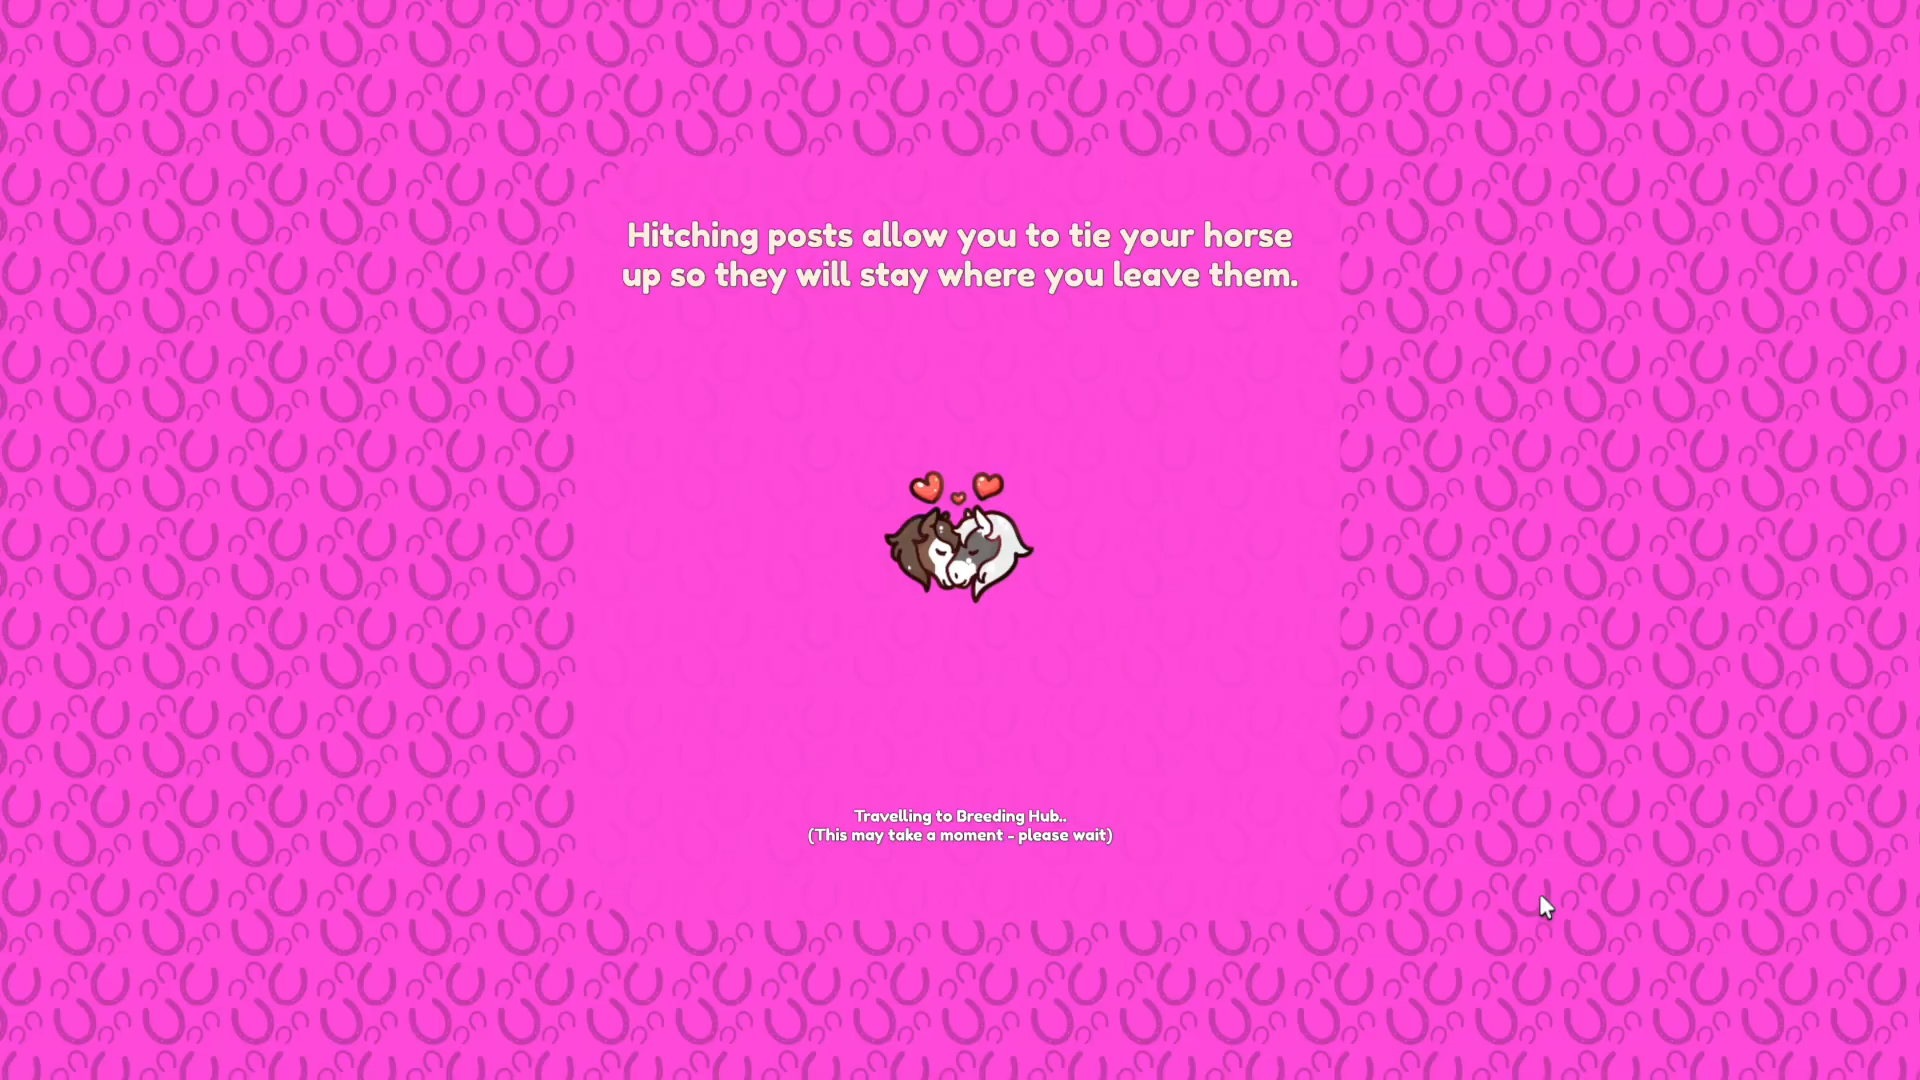 Hitching posts allow you to tie your horse
up so they will stay where you leave them.
Travelling to Breeding Hub..
(This may take a moment - please wait)